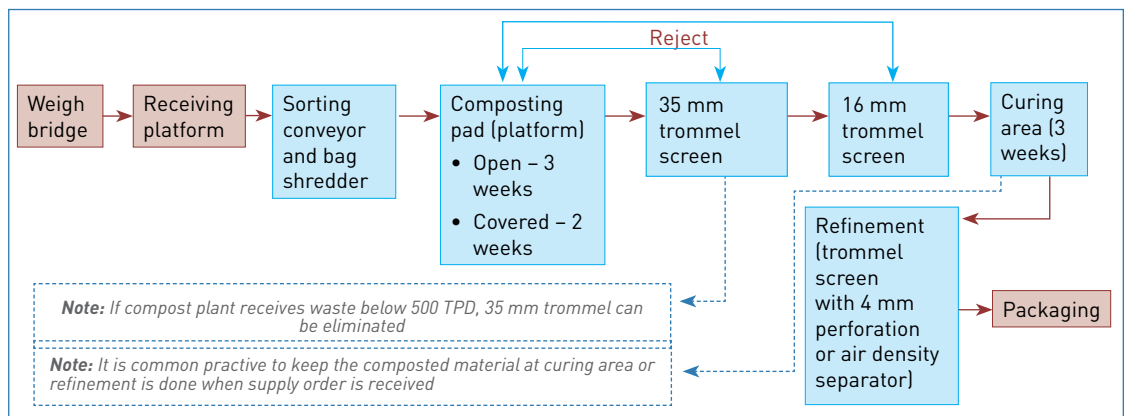 Reject
Weigh
bridge
Receiving
platform
Sorting
conveyor
and bag
shredder
Composting
pad (platform)
• Open – 3
weeks
• Covered – 2
weeks
35 mm
trommel
screen
16 mm
trommel
screen
Curing
area (3
weeks)
Refinement
(trommel
screen
with 4 mm
perforation
or air density
separator)
Packaging
Note: If compost plant receives waste below 500 TPD, 35 mm trommel can
be eliminated
Note: It is common practive to keep the composted material at curing area or
refinement is done when supply order is received